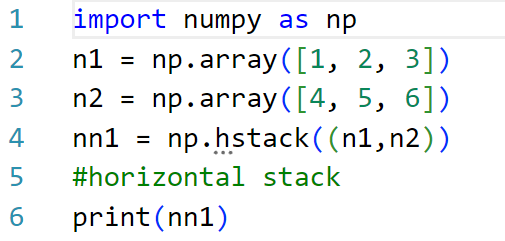 1 import numpy as np
2 n1 = np.array([1, 2, 3])
3 n2 = np.array([4, 5, 6])
4 nn1 = np.hstack((n1,n2))
5 #horizontal stack
6 print(nn1)